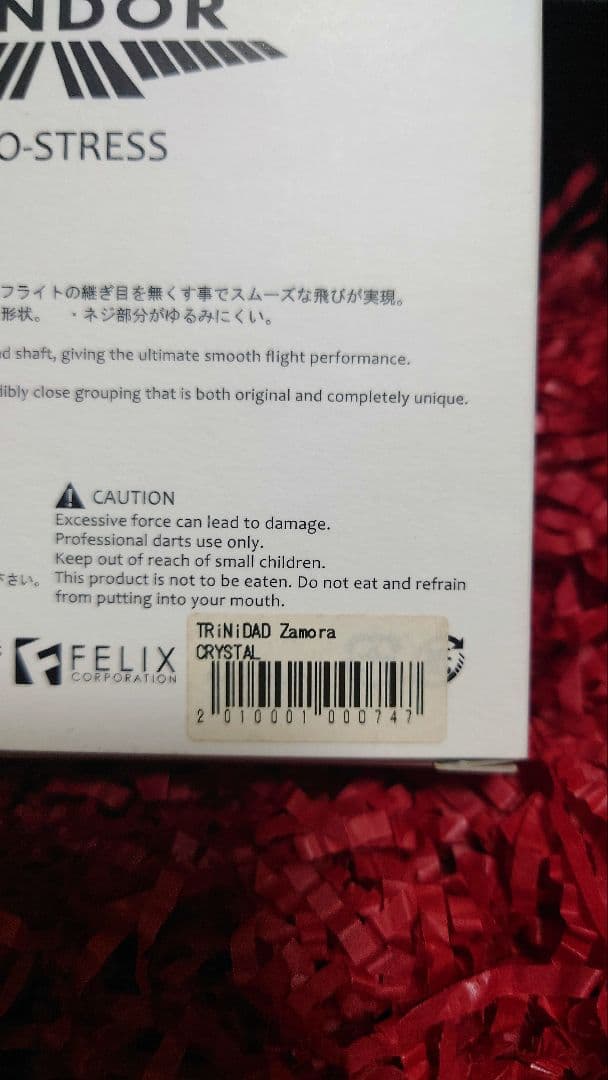 NDOR
O-STRESS
フライトの継ぎ目を無くす事でスムーズな飛びが実現。
形状。 ・ネジ部分がゆるみにくい。
d shaft, giving the ultimate smooth flight performance.
dibly close grouping that is both original and completely unique.
CAUTION
Excessive force can lead to damage.
Professional darts use only.
Keep out of reach of small children.
下さい。 This product is not to be eaten. Do not eat and refrain
from putting into your mouth.
FELIX
CORPORATION
TRiNiDAD Zamora
CRYSTAL
2 010001 000747